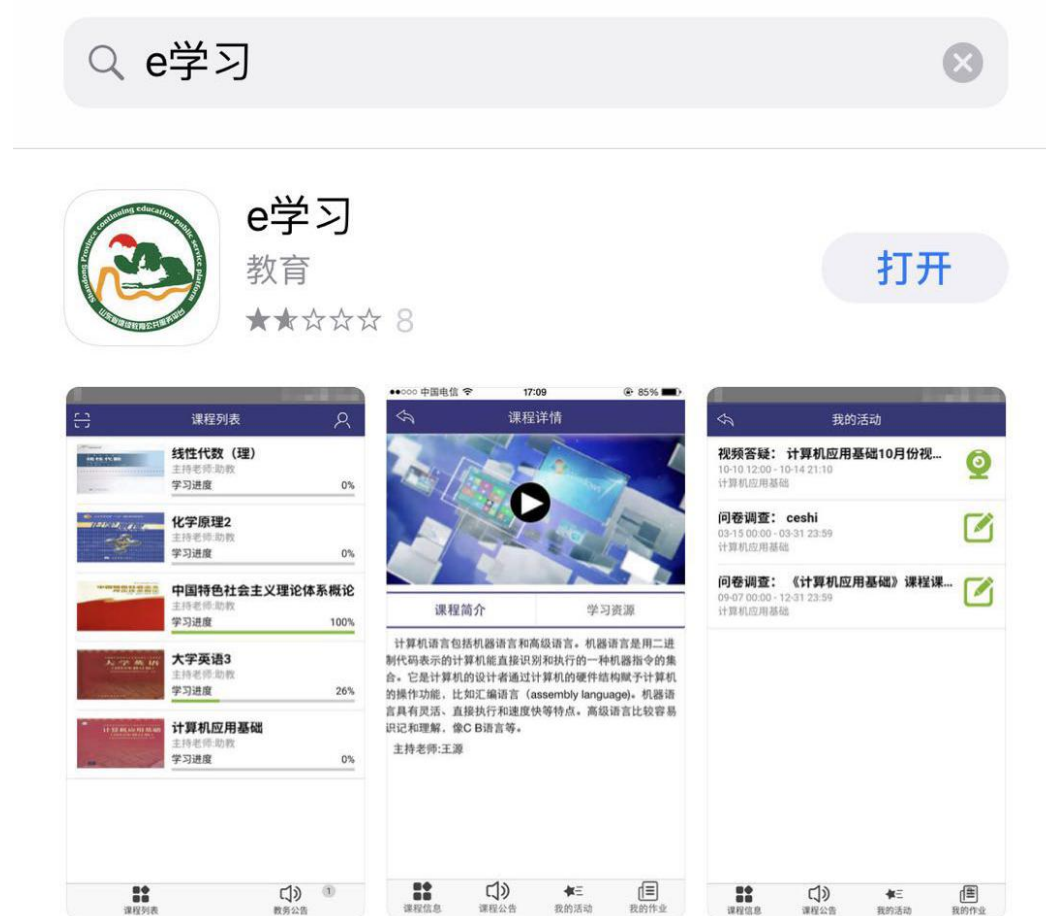 e学习
e学习
教育
打开
8
Shandong Province continuing education public service platform
课程列表
线性代数（理）
主持老师:助教
学习进度
0%
化学原理2
主持老师:助教
学习进度
0%
中国特色社会主义理论体系概论
主持老师:助教
学习进度
100%
大学英语
大学英语3
主持老师:助教
学习进度
26%
计算机应用基础
计算机应用基础
主持老师:助教
学习进度
0%
课程列表
教务公告
1
中国电信
17:09
85%
课程详情
课程简介
学习资源
计算机语言包括机器语言和高级语言。机器语言是用二进
制代码表示的计算机能直接识别和执行的一种机器指令的集
合。它是计算机的设计者通过计算机的硬件结构赋予计算机
的操作功能，比如汇编语言（assembly language)。机器语
言具有灵活、直接执行和速度快等特点。高级语言比较容易
识记和理解，像C B语言等。
主持老师:王源
课程信息
课程公告
我的活动
我的作业
我的活动
视频答疑： 计算机应用基础10月份视...
10-10 12:00 - 10-14 21:10
计算机应用基础
问卷调查： ceshi
03-15 00:00 - 03-31 23:59
计算机应用基础
问卷调查： 《计算机应用基础》课程课...
09-07 00:00 - 12-31 23:59
计算机应用基础
课程信息
课程公告
我的活动
我的作业